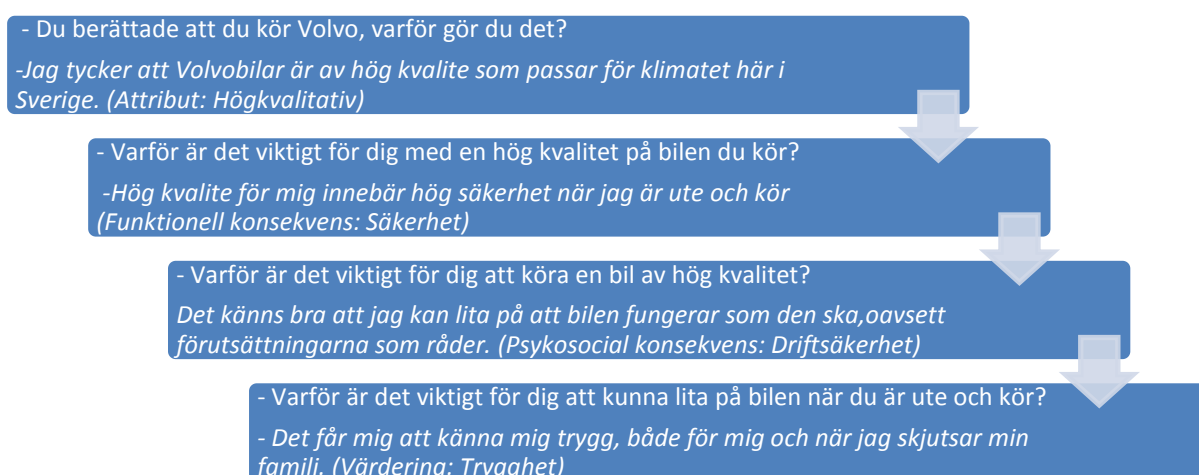 - Du berättade att du kör Volvo, varför gör du det?
-Jag tycker att Volvobilar är av hög kvalite som passar för klimatet här i
Sverige. (Attribut: Högkvalitativ)
- Varför är det viktigt för dig med en hög kvalitet på bilen du kör?
-Hög kvalite för mig innebär hög säkerhet när jag är ute och kör
(Funktionell konsekvens: Säkerhet)
- Varför är det viktigt för dig att köra en bil av hög kvalitet?
Det känns bra att jag kan lita på att bilen fungerar som den ska,oavsett
förutsättningarna som råder. (Psykosocial konsekvens: Driftsäkerhet)
- Varför är det viktigt för dig att kunna lita på bilen när du är ute och kör?
- Det får mig att känna mig trygg, både för mig och när jag skjutsar min
familj. (Värdering: Trygghet)